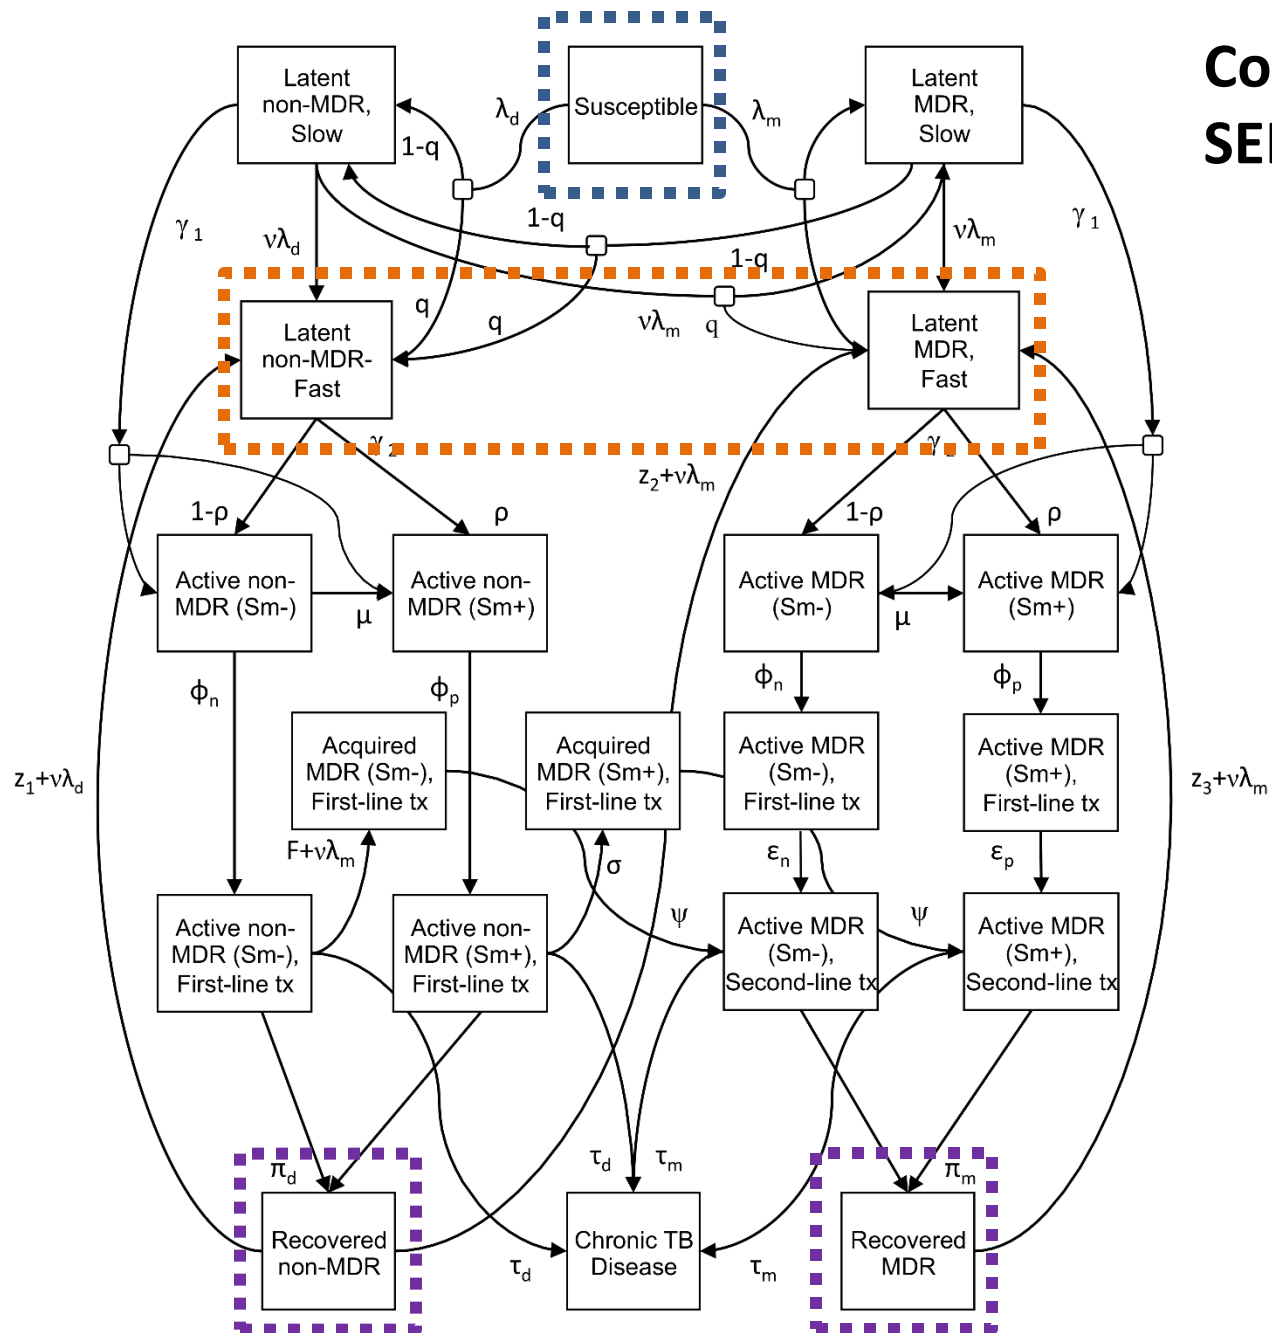 Co
SEI
Latent
non-MDR,
Slow
Susceptible
Latent
MDR,
Slow
λd
λm
1-q
γ 1
νλd
1-q
1-q
νλm
γ 1
q
q
νλm
q
Latent
non-MDR-
Fast
Latent
MDR,
Fast
z2+νλm
1-ρ
ρ
1-ρ
ρ
Active non-
MDR (Sm-)
μ
Active non-
MDR (Sm+)
Active MDR
(Sm-)
μ
Active MDR
(Sm+)
ϕn
ϕp
ϕn
ϕp
z1+νλd
Acquired
MDR (Sm-),
First-line tx
Acquired
MDR (Sm+),
First-line tx
Active MDR
(Sm-),
First-line tx
Active MDR
(Sm+),
First-line tx
z3+νλm
F+νλm
σ
εn
εp
Active non-
MDR (Sm-),
First-line tx
Active non-
MDR (Sm+),
First-line tx
ψ
Active MDR
(Sm-),
Second-line tx
ψ
Active MDR
(Sm+),
Second-line tx
πd
τd
τm
πm
Recovered
non-MDR
τd
Chronic TB
Disease
τm
Recovered
MDR